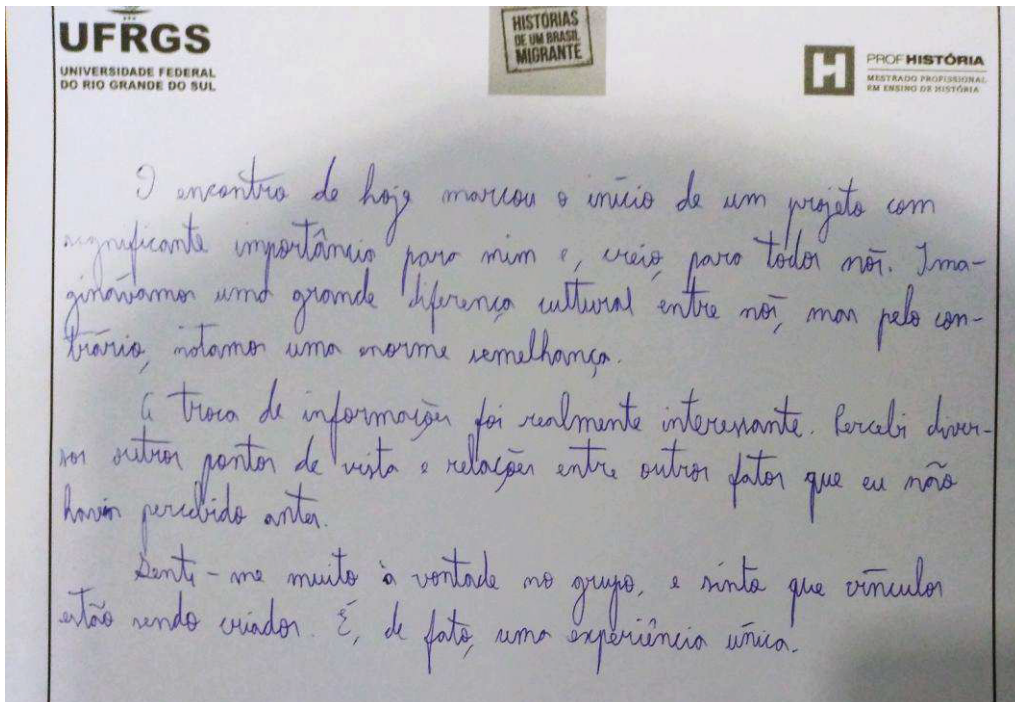 UFRGS
UNIVERSIDADE FEDERAL
DO RIO GRANDE DO SUL
HISTÓRIAS
DE UM BRASIL
MIGRANTE
H
PROFHISTÓRIA
MESTRADO PROFISSIONAL
EM ENSINO DE HISTÓRIA
O encontro de hoje marcou o início de um projeto com
significante importância para mim e, creio, para todos nós. Ima-
ginávamos uma grande diferença cultural entre nós, mas pelo con-
trário, notamos uma enorme semelhança.
A troca de informações foi realmente interessante. Percebi diver-
sos outros pontos de vista e relações entre outros fatos que eu não
havia percebido antes.
Senti-me muito à vontade no grupo, e sinto que vínculos
estão sendo criados. É, de fato, uma experiência única.